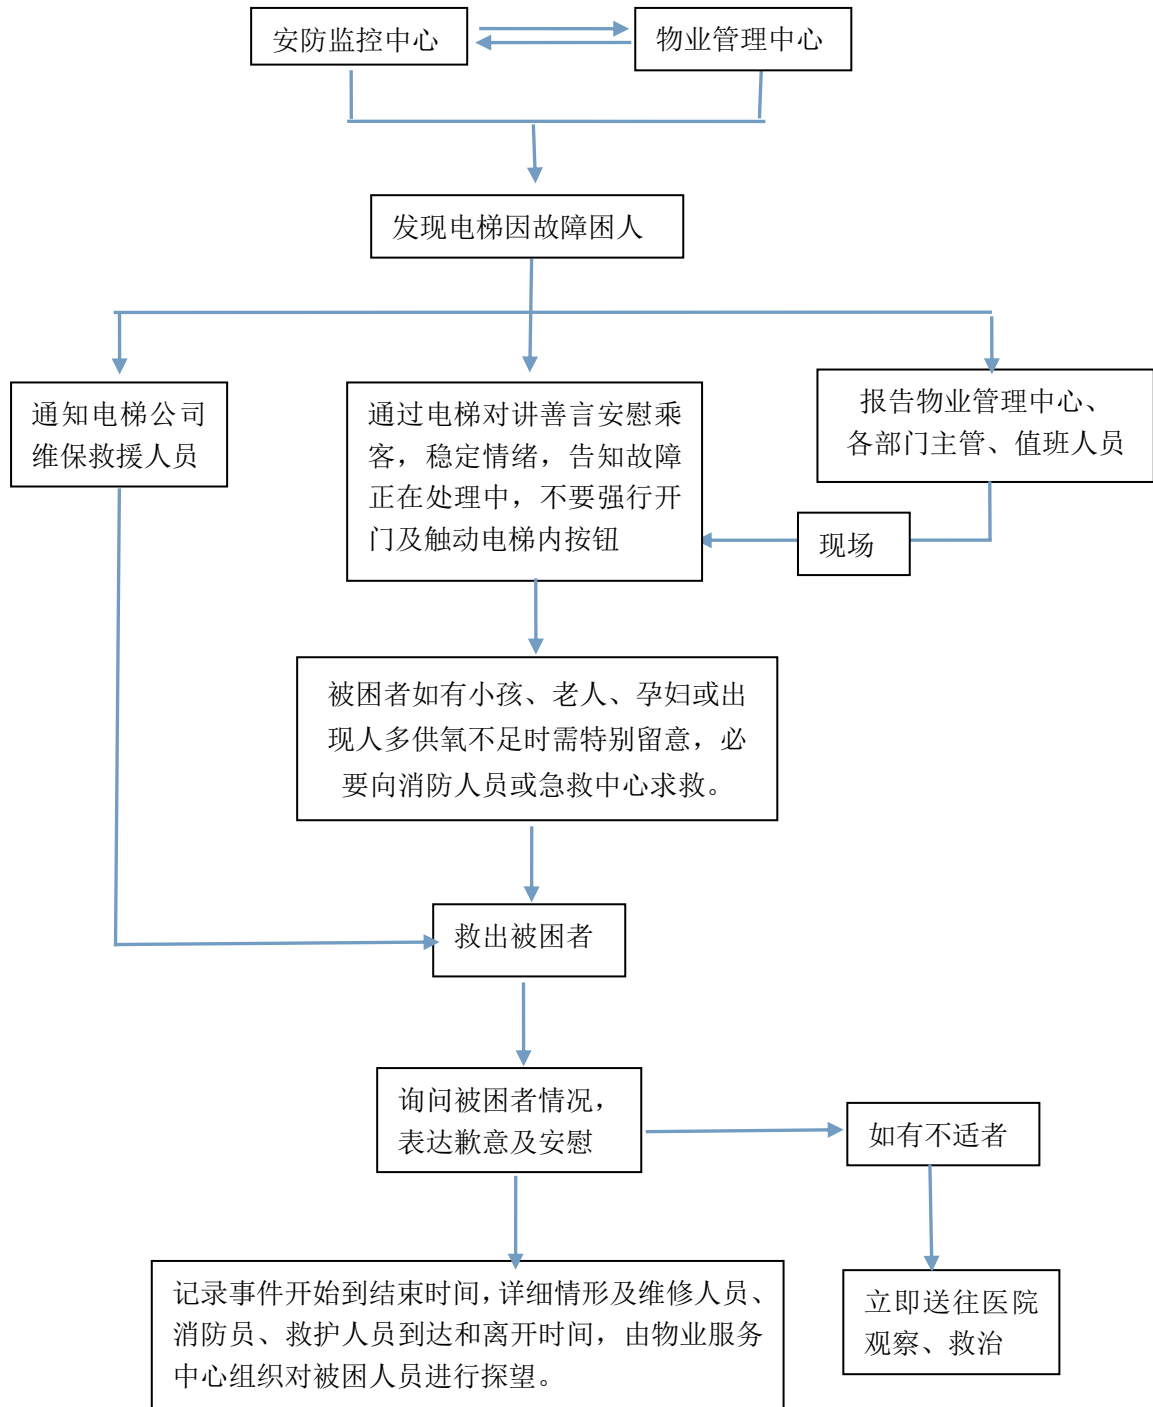 安防监控中心
物业管理中心
发现电梯因故障困人
通知电梯公司
维保救援人员
通过电梯对讲善言安慰乘
客，稳定情绪，告知故障
正在处理中，不要强行开
门及触动电梯内按钮
报告物业管理中心、
各部门主管、值班人员
现场
被困者如有小孩、老人、孕妇或出
现人多供氧不足时需特别留意，必
要向消防人员或急救中心求救。
救出被困者
询问被困者情况，
表达歉意及安慰
如有不适者
记录事件开始到结束时间，详细情形及维修人员、
消防员、救护人员到达和离开时间，由物业服务
中心组织对被困人员进行探望。
立即送往医院
观察、救治